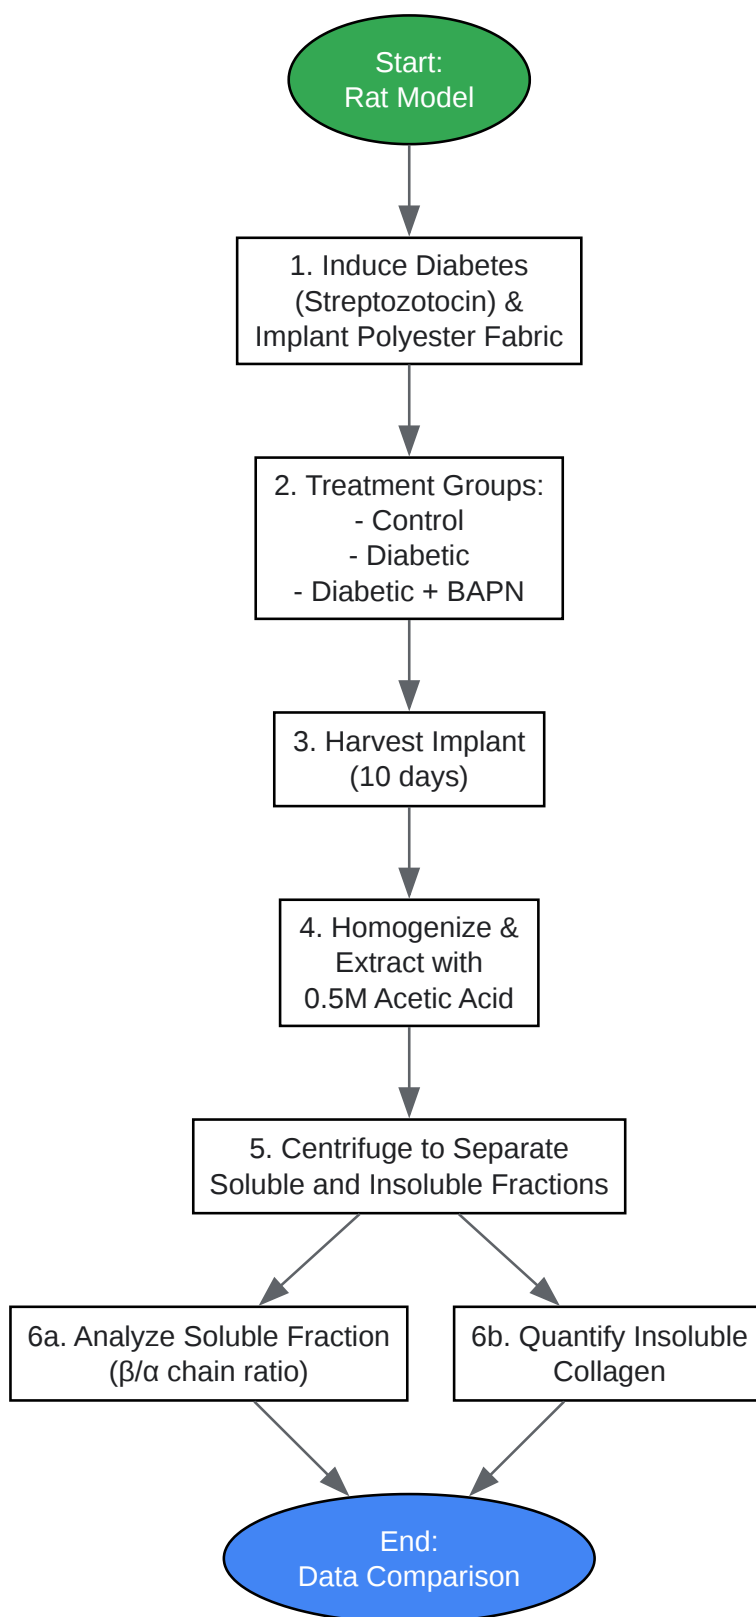 Start:
Rat Model
1. Induce Diabetes
(Streptozotocin) &
Implant Polyester Fabric
2. Treatment Groups:
- Control
- Diabetic
- Diabetic + BAPN
3. Harvest Implant
(10 days)
4. Homogenize &
Extract with
0.5M Acetic Acid
5. Centrifuge to Separate
Soluble and Insoluble Fractions
6a. Analyze Soluble Fraction
(β/α chain ratio)
6b. Quantify Insoluble
Collagen
End:
Data Comparison